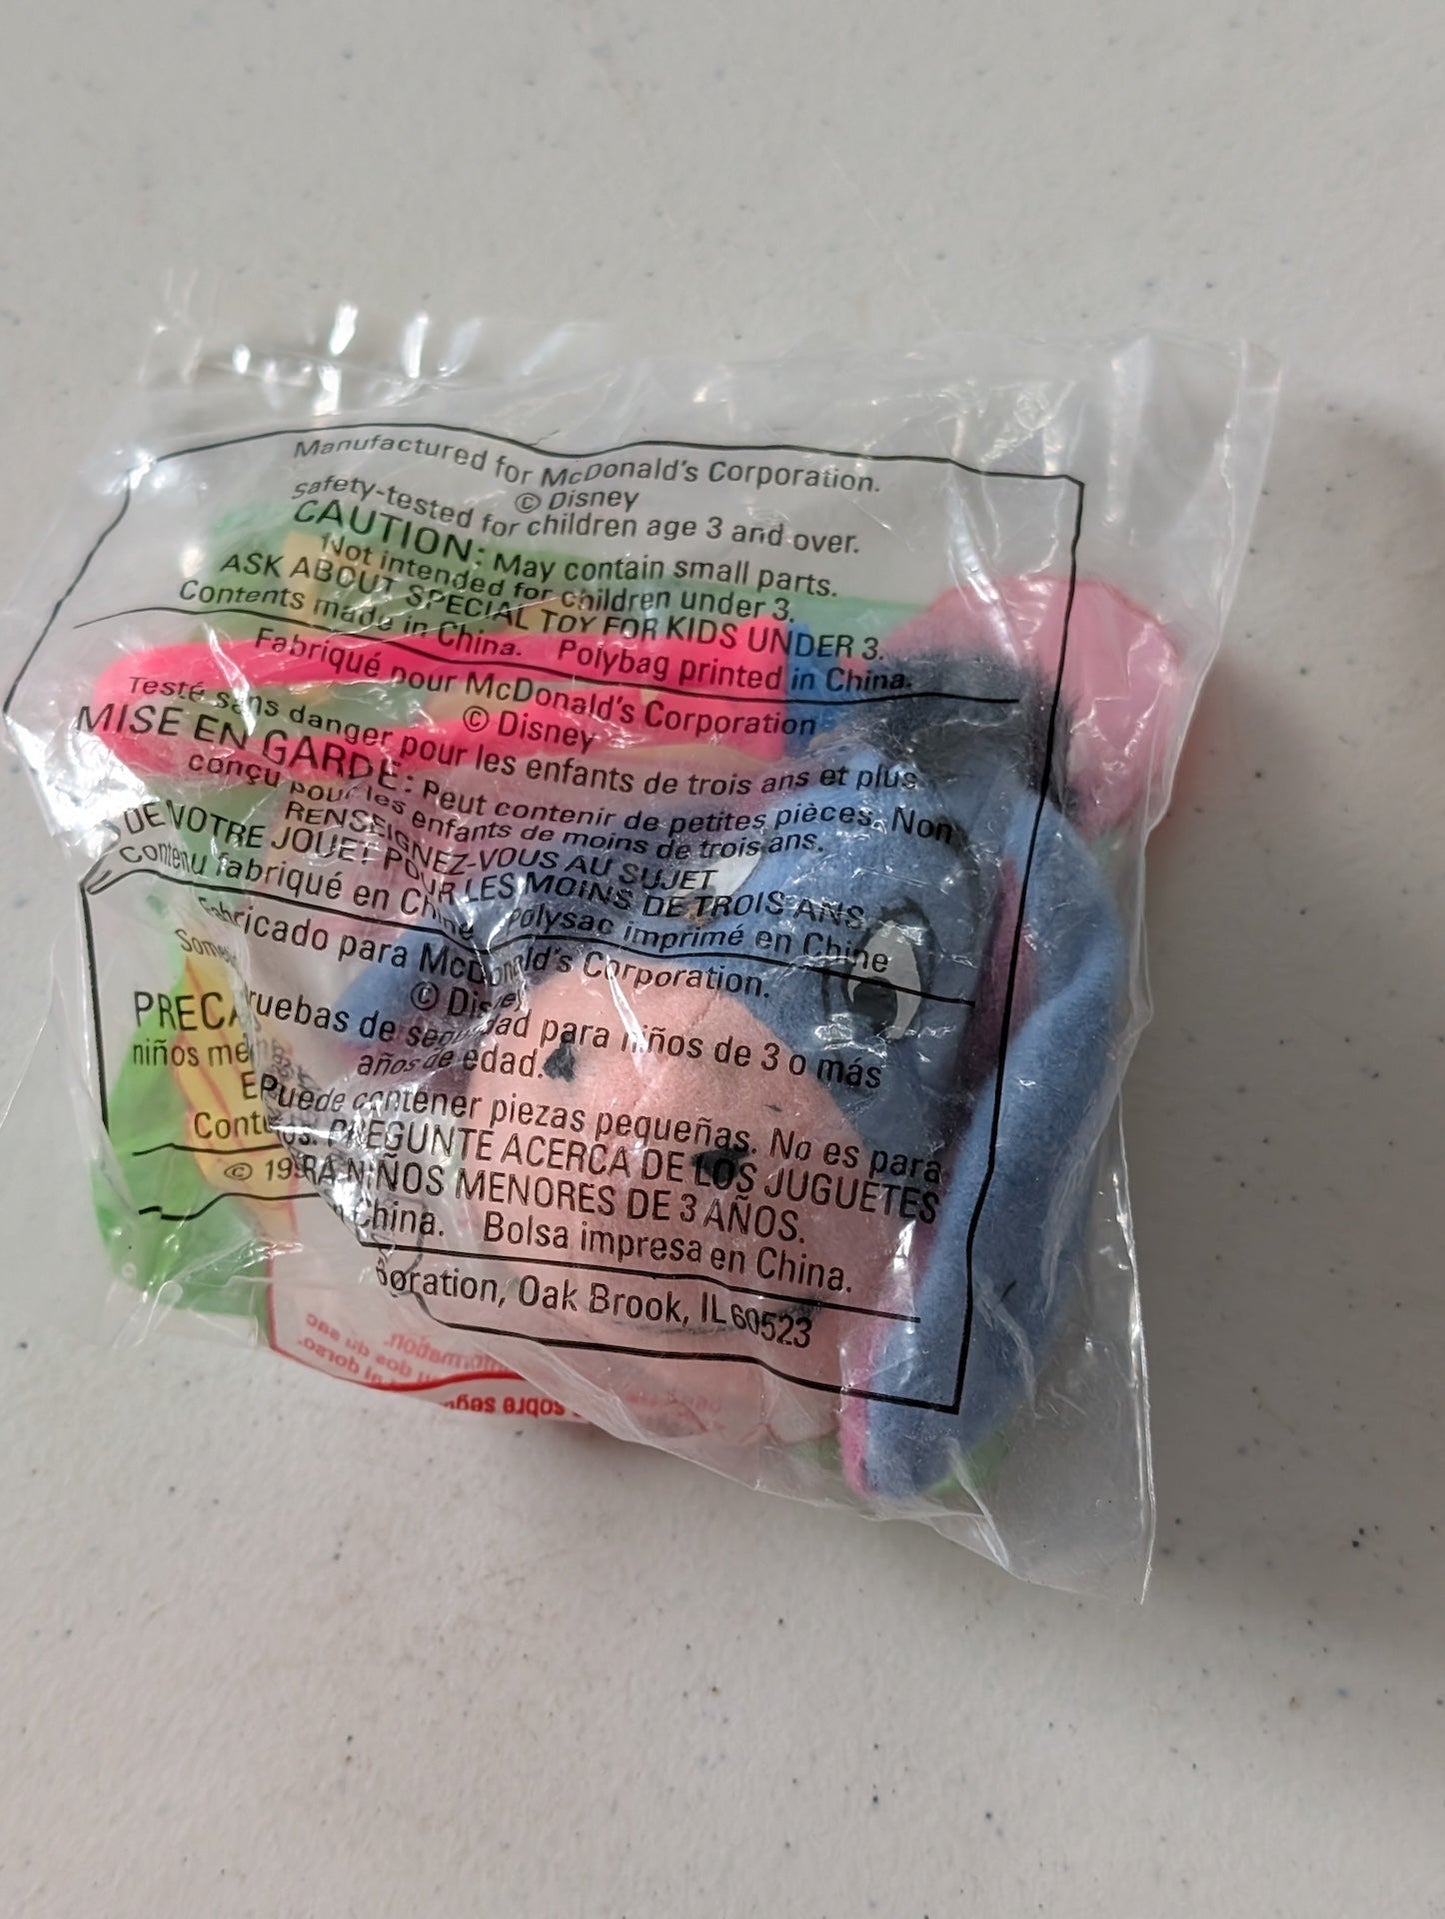 Manufactured for McDonald's Corporation.
© Disney
Safety-tested for children age 3 and over.
CAUTION: May contain small parts.
Not intended for children under 3.
ASK ABOUT SPECIAL TOY FOR KIDS UNDER 3.
Contents made in China. Polybag printed in China.
Fabriqué pour McDonald's Corporation
© Disney
Testé sans danger pour les enfants de trois ans et plus
MISE EN GARDE: Peut contenir de petites pièces. Non
conçu pour les enfants de moins de trois ans.
RENSEIGNEZ-VOUS AU SUJET
DE VOTRE JOUET POUR LES MOINS DE TROIS ANS.
Contenu fabriqué en Chine Polysac imprimé en Chine
Fabricado para McDonald's Corporation.
© Disney
de seguridad para niños de 3 o más
años de edad.
Puede contener piezas pequeñas. No es para
niños
PREGUNTE ACERCA DE LOS JUGUETES
NIÑOS MENORES DE 3 AÑOS.
China. Bolsa impresa en China.
©
Oak Brook, IL 60523
du dos du sac
sobre